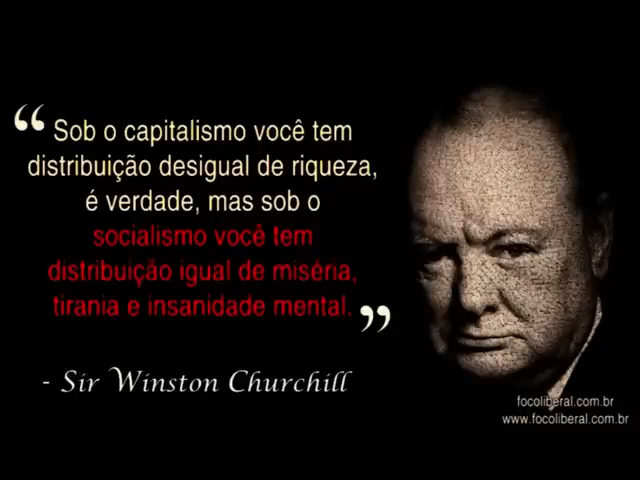 “Sob o capitalismo você tem
distribuição desigual de riqueza,
é verdade, mas sob o
socialismo você tem
distribuição igual de miséria,
tirania e insanidade mental.”
- Sir Winston Churchill
focoliberal.com.br
www.focoliberal.com.br